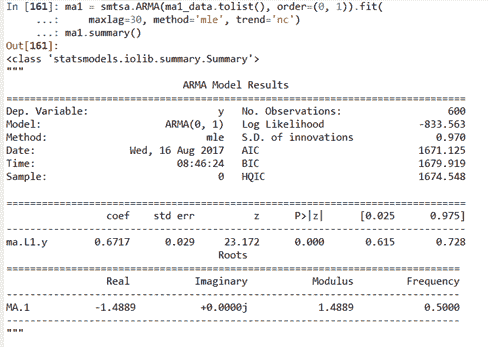 In [161]: ma1 = smtsa.ARMA(ma1_data.tolist(), order=(0, 1)).fit(
...: maxlag=30, method='mle', trend='nc')
...: ma1.summary()
Out[161]:
<class 'statsmodels.iolib.summary.Summary'>
"""
ARMA Model Results
==============================================================================
Dep. Variable: y No. Observations: 600
Model: ARMA(0, 1) Log Likelihood -833.563
Method: mle S.D. of innovations 0.970
Date: Wed, 16 Aug 2017 AIC 1671.125
Time: 08:46:24 BIC 1679.919
Sample: 0 HQIC 1674.548
==============================================================================
coef std err z P>|z| [0.025 0.975]
------------------------------------------------------------------------------
ma.L1.y 0.6717 0.029 23.172 0.000 0.615 0.728
Roots
==============================================================================
Real Imaginary Modulus Frequency
------------------------------------------------------------------------------
MA.1 -1.4889 +0.0000j 1.4889 0.5000
------------------------------------------------------------------------------
"""